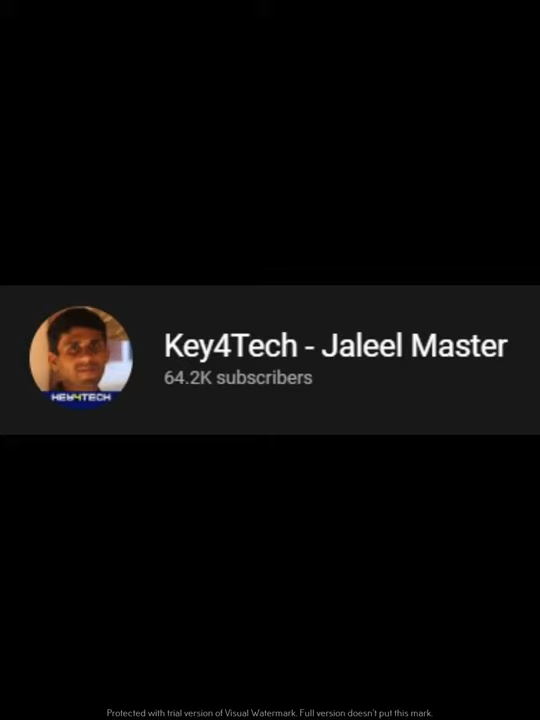 Key4Tech - Jaleel Master
64.2K subscribers
KEY4TECH
Protected with trial version of Visual Watermark. Full version doesn't put this mark.